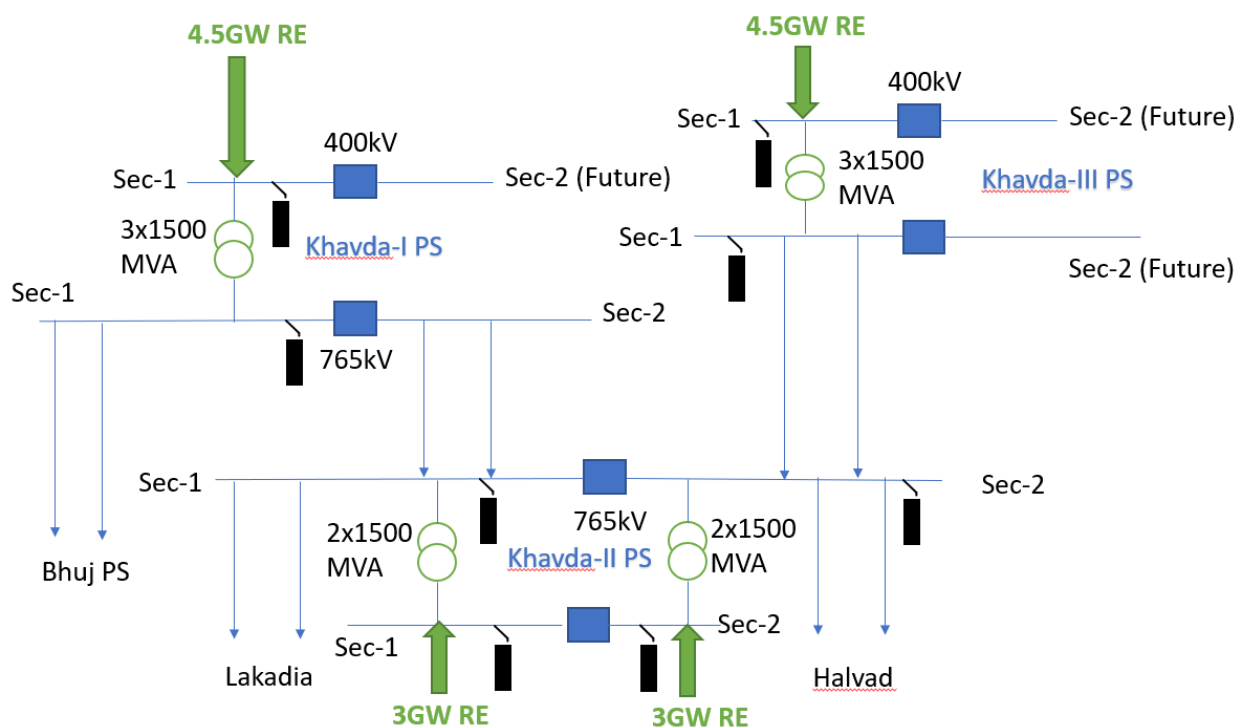 4.5GW RE
4.5GW RE
400kV
Sec-1
Sec-2 (Future)
400kV
3x1500
MVA
Khavda-III PS
Sec-1
Sec-2 (Future)
3x1500
MVA
Khavda-I PS
Sec-1
Sec-2 (Future)
Sec-1
Sec-2
765kV
Sec-1
Sec-2
765kV
2x1500
MVA
Khavda-II PS
2x1500
MVA
Bhuj PS
Sec-1
Sec-2
Lakadia
Halvad
3GW RE
3GW RE